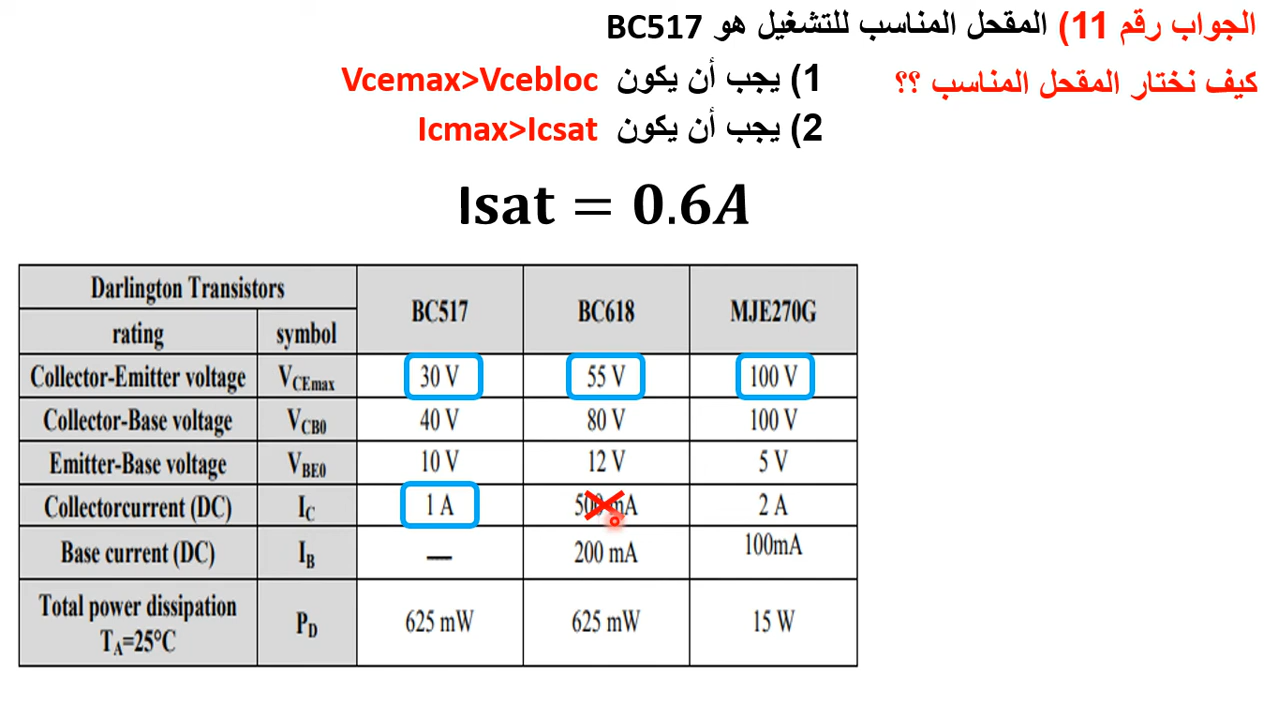 الجواب رقم 11) المقحل المناسب للتشغيل هو BC517
كيف نختار المقحل المناسب ؟؟
1) يجب أن يكون Vcemax>Vcebloc
2) يجب أن يكون Icmax>Icsat
Isat = 0.6A
Darlington Transistors BC517 BC618 MJE270G
rating symbol
Collector-Emitter voltage VCEmax 30 V 55 V 100 V
Collector-Base voltage VCB0 40 V 80 V 100 V
Emitter-Base voltage VBE0 10 V 12 V 5 V
Collectorcurrent (DC) IC 1 A 500 mA 2 A
Base current (DC) IB — 200 mA 100mA
Total power dissipation PD 625 mW 625 mW 15 W
TA=25°C